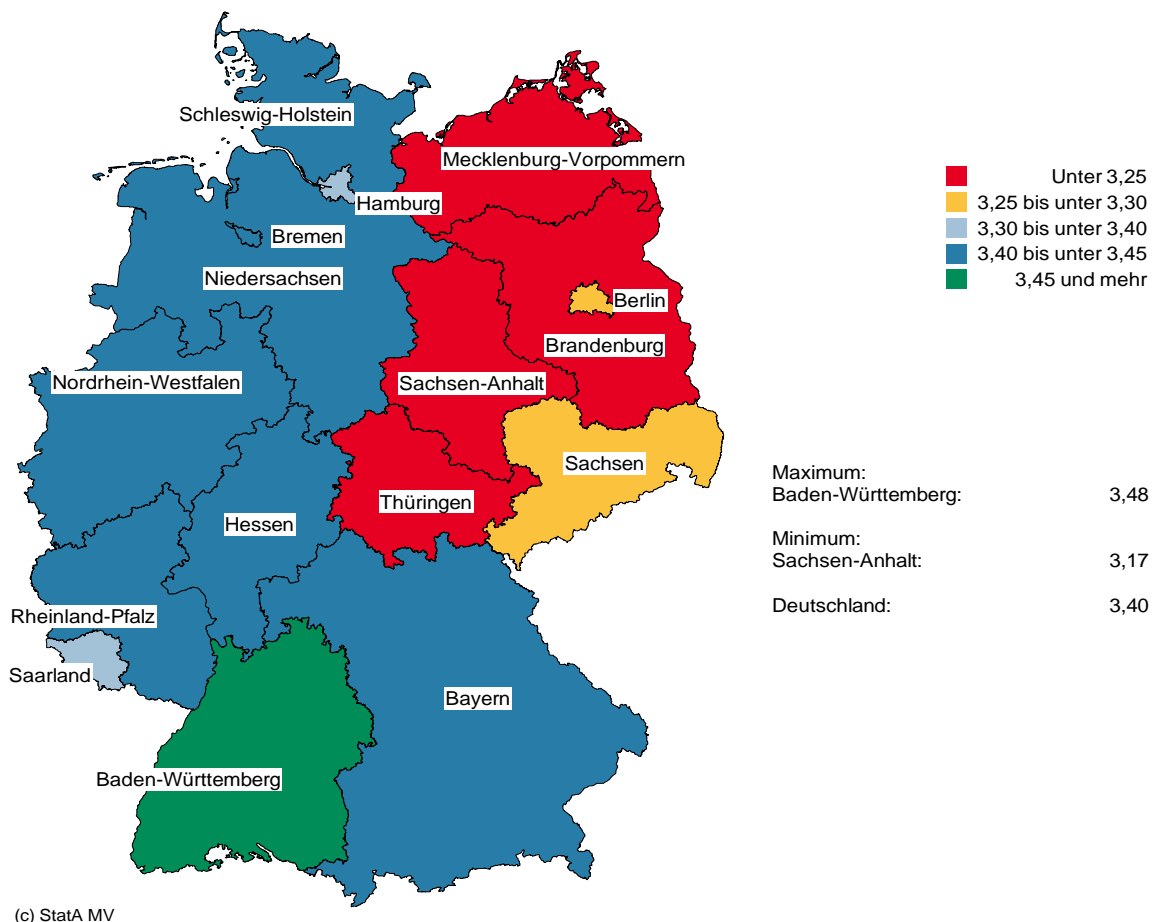 Schleswig-Holstein
Mecklenburg-Vorpommern
Hamburg
Bremen
Niedersachsen
Berlin
Brandenburg
Nordrhein-Westfalen
Sachsen-Anhalt
Sachsen
Thüringen
Hessen
Rheinland-Pfalz
Saarland
Bayern
Baden-Württemberg
Unter 3,25
3,25 bis unter 3,30
3,30 bis unter 3,40
3,40 bis unter 3,45
3,45 und mehr
Maximum:
Baden-Württemberg: 3,48
Minimum:
Sachsen-Anhalt: 3,17
Deutschland: 3,40
(c) StatA MV